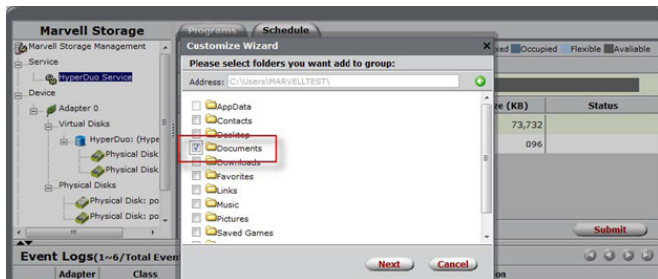 Marvell Storage
Programs
Schedule
Marvell Storage Management
Service
HyperDuo Service
Device
Adapter 0
Virtual Disks
HyperDuo: (Hype
Physical Disk
Physical Disk
Physical Disks
Physical Disk: po
Physical Disk: po
Customize Wizard
Please select folders you want add to group:
Address: C:\Users\MARVELLTEST\
AppData
Contacts
Desktop
Documents
Downloads
Favorites
Links
Music
Pictures
Saved Games
Next
Cancel
xed Occupied Flexible Avaliable
ze (KB)
Status
73,732
096
Submit
Event Logs(1~6/Total Even
Adapter
Class
on